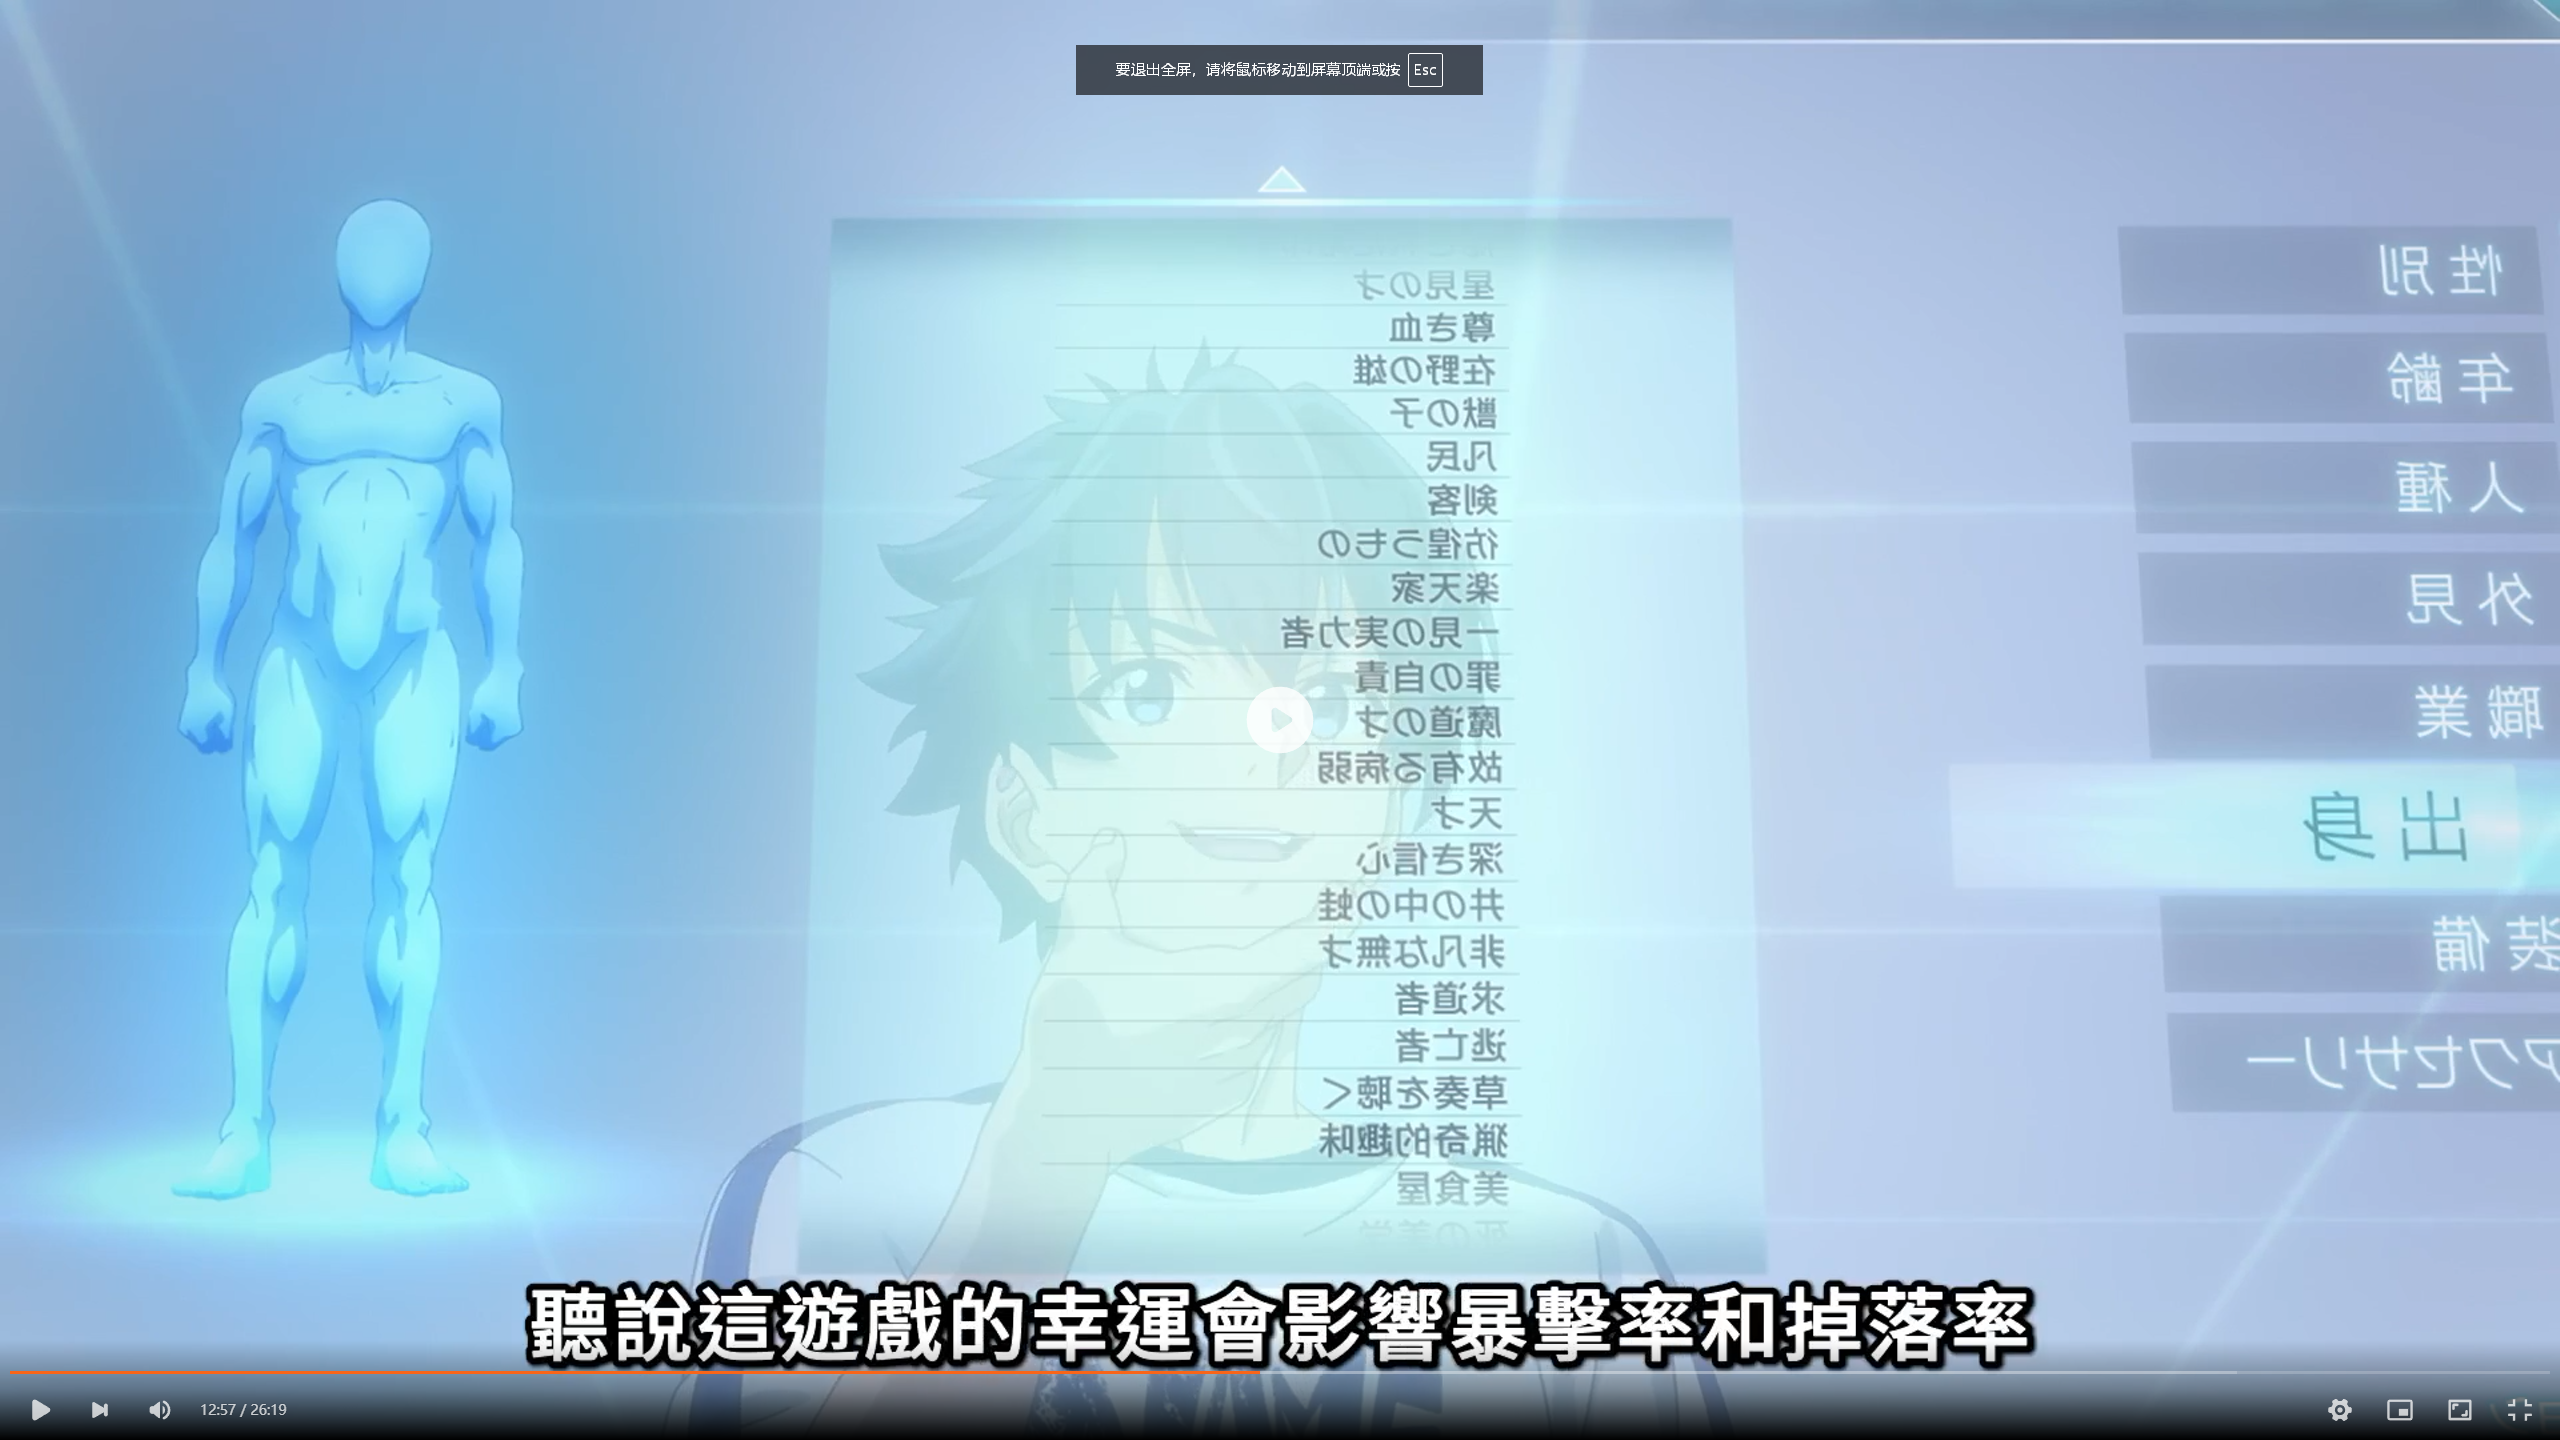 要退出全屏，请将鼠标移动到屏幕顶端或按 Esc
星見の才
尊き血
在野の雄
獣の子
凡民
剣客
彷徨うもの
楽天家
一見の実力者
罪の自責
魔道の才
故有る病弱
天才
深き信心
井の中の蛙
非凡な無才
求道者
逃亡者
草奏を聴く
猟奇的趣味
美食屋
死の美学
性別
年齢
人種
外見
職業
出身
装備
アクセサリー
聽說這遊戲的幸運會影響暴擊率和掉落率
12:57 / 26:19